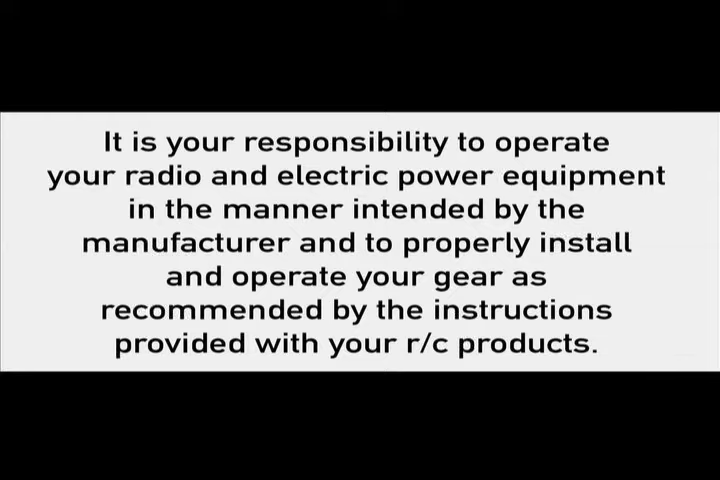 It is your responsibility to operate
your radio and electric power equipment
in the manner intended by the
manufacturer and to properly install
and operate your gear as
recommended by the instructions
provided with your r/c products.